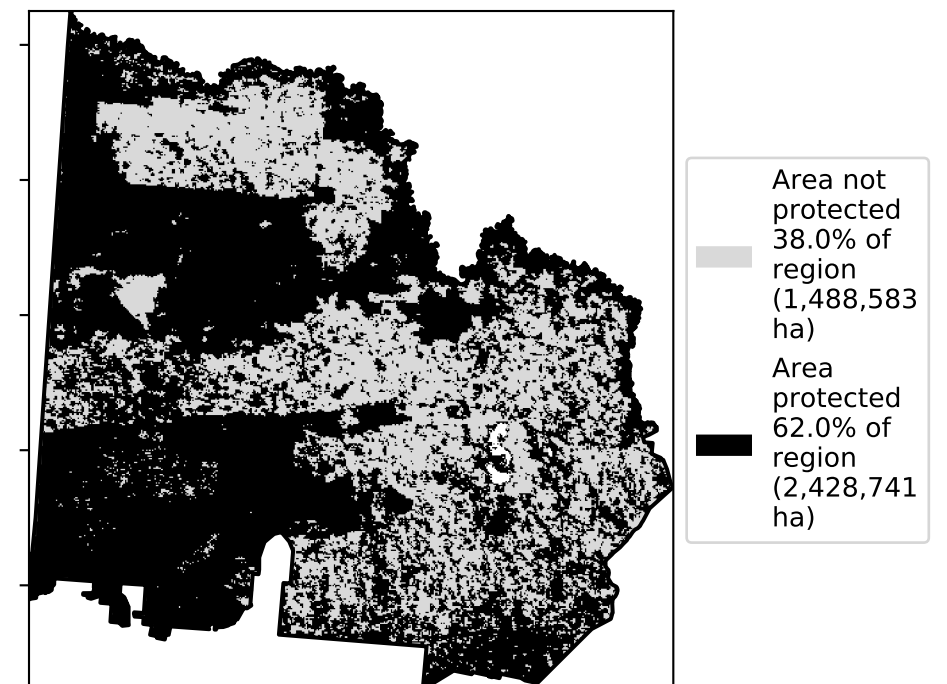 Area not
protected
38.0% of
region
(1,488,583
ha)
Area
protected
62.0% of
region
(2,428,741
ha)